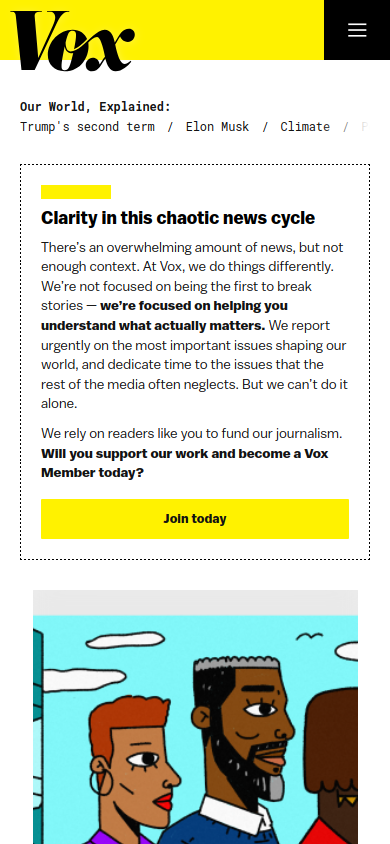 Vox
Our World, Explained:
Trump's second term / Elon Musk / Climate /
Clarity in this chaotic news cycle
There's an overwhelming amount of news, but not
enough context. At Vox, we do things differently.
We're not focused on being the first to break
stories — we're focused on helping you
understand what actually matters. We report
urgently on the most important issues shaping our
world, and dedicate time to the issues that the
rest of the media often neglects. But we can't do it
alone.
We rely on readers like you to fund our journalism.
Will you support our work and become a Vox
Member today?
Join today